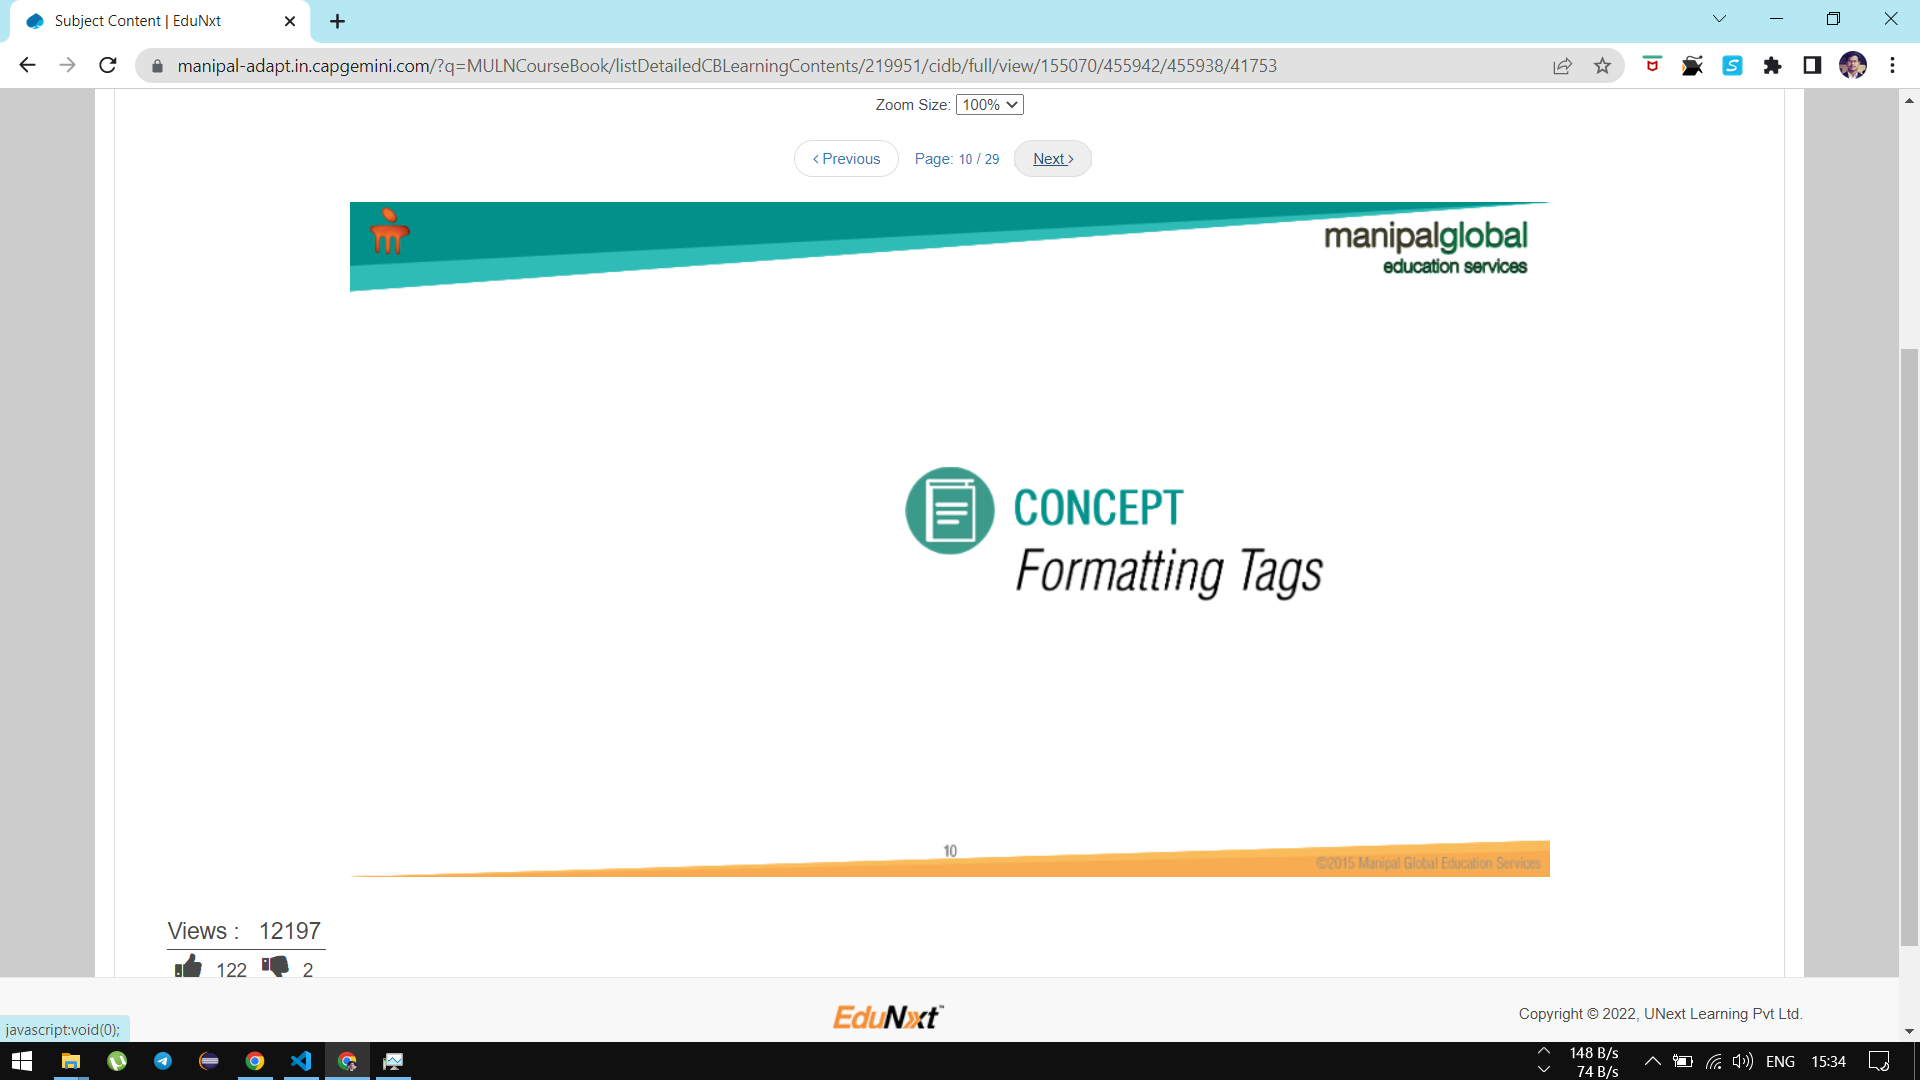 Subject Content | EduNxt
manipal-adapt.in.capgemini.com/?q=MULNCourseBook/listDetailedCBLearningContents/219951/cidb/full/view/155070/455942/455938/41753
Zoom Size: 100%
‹ Previous Page: 10 / 29 Next ›
manipalglobal
education services
CONCEPT
Formatting Tags
10
©2015 Manipal Global Education Services
Views : 12197
122 2
EduNxt™
Copyright © 2022, UNext Learning Pvt Ltd.
javascript:void(0);
148 B/s
74 B/s
ENG 15:34